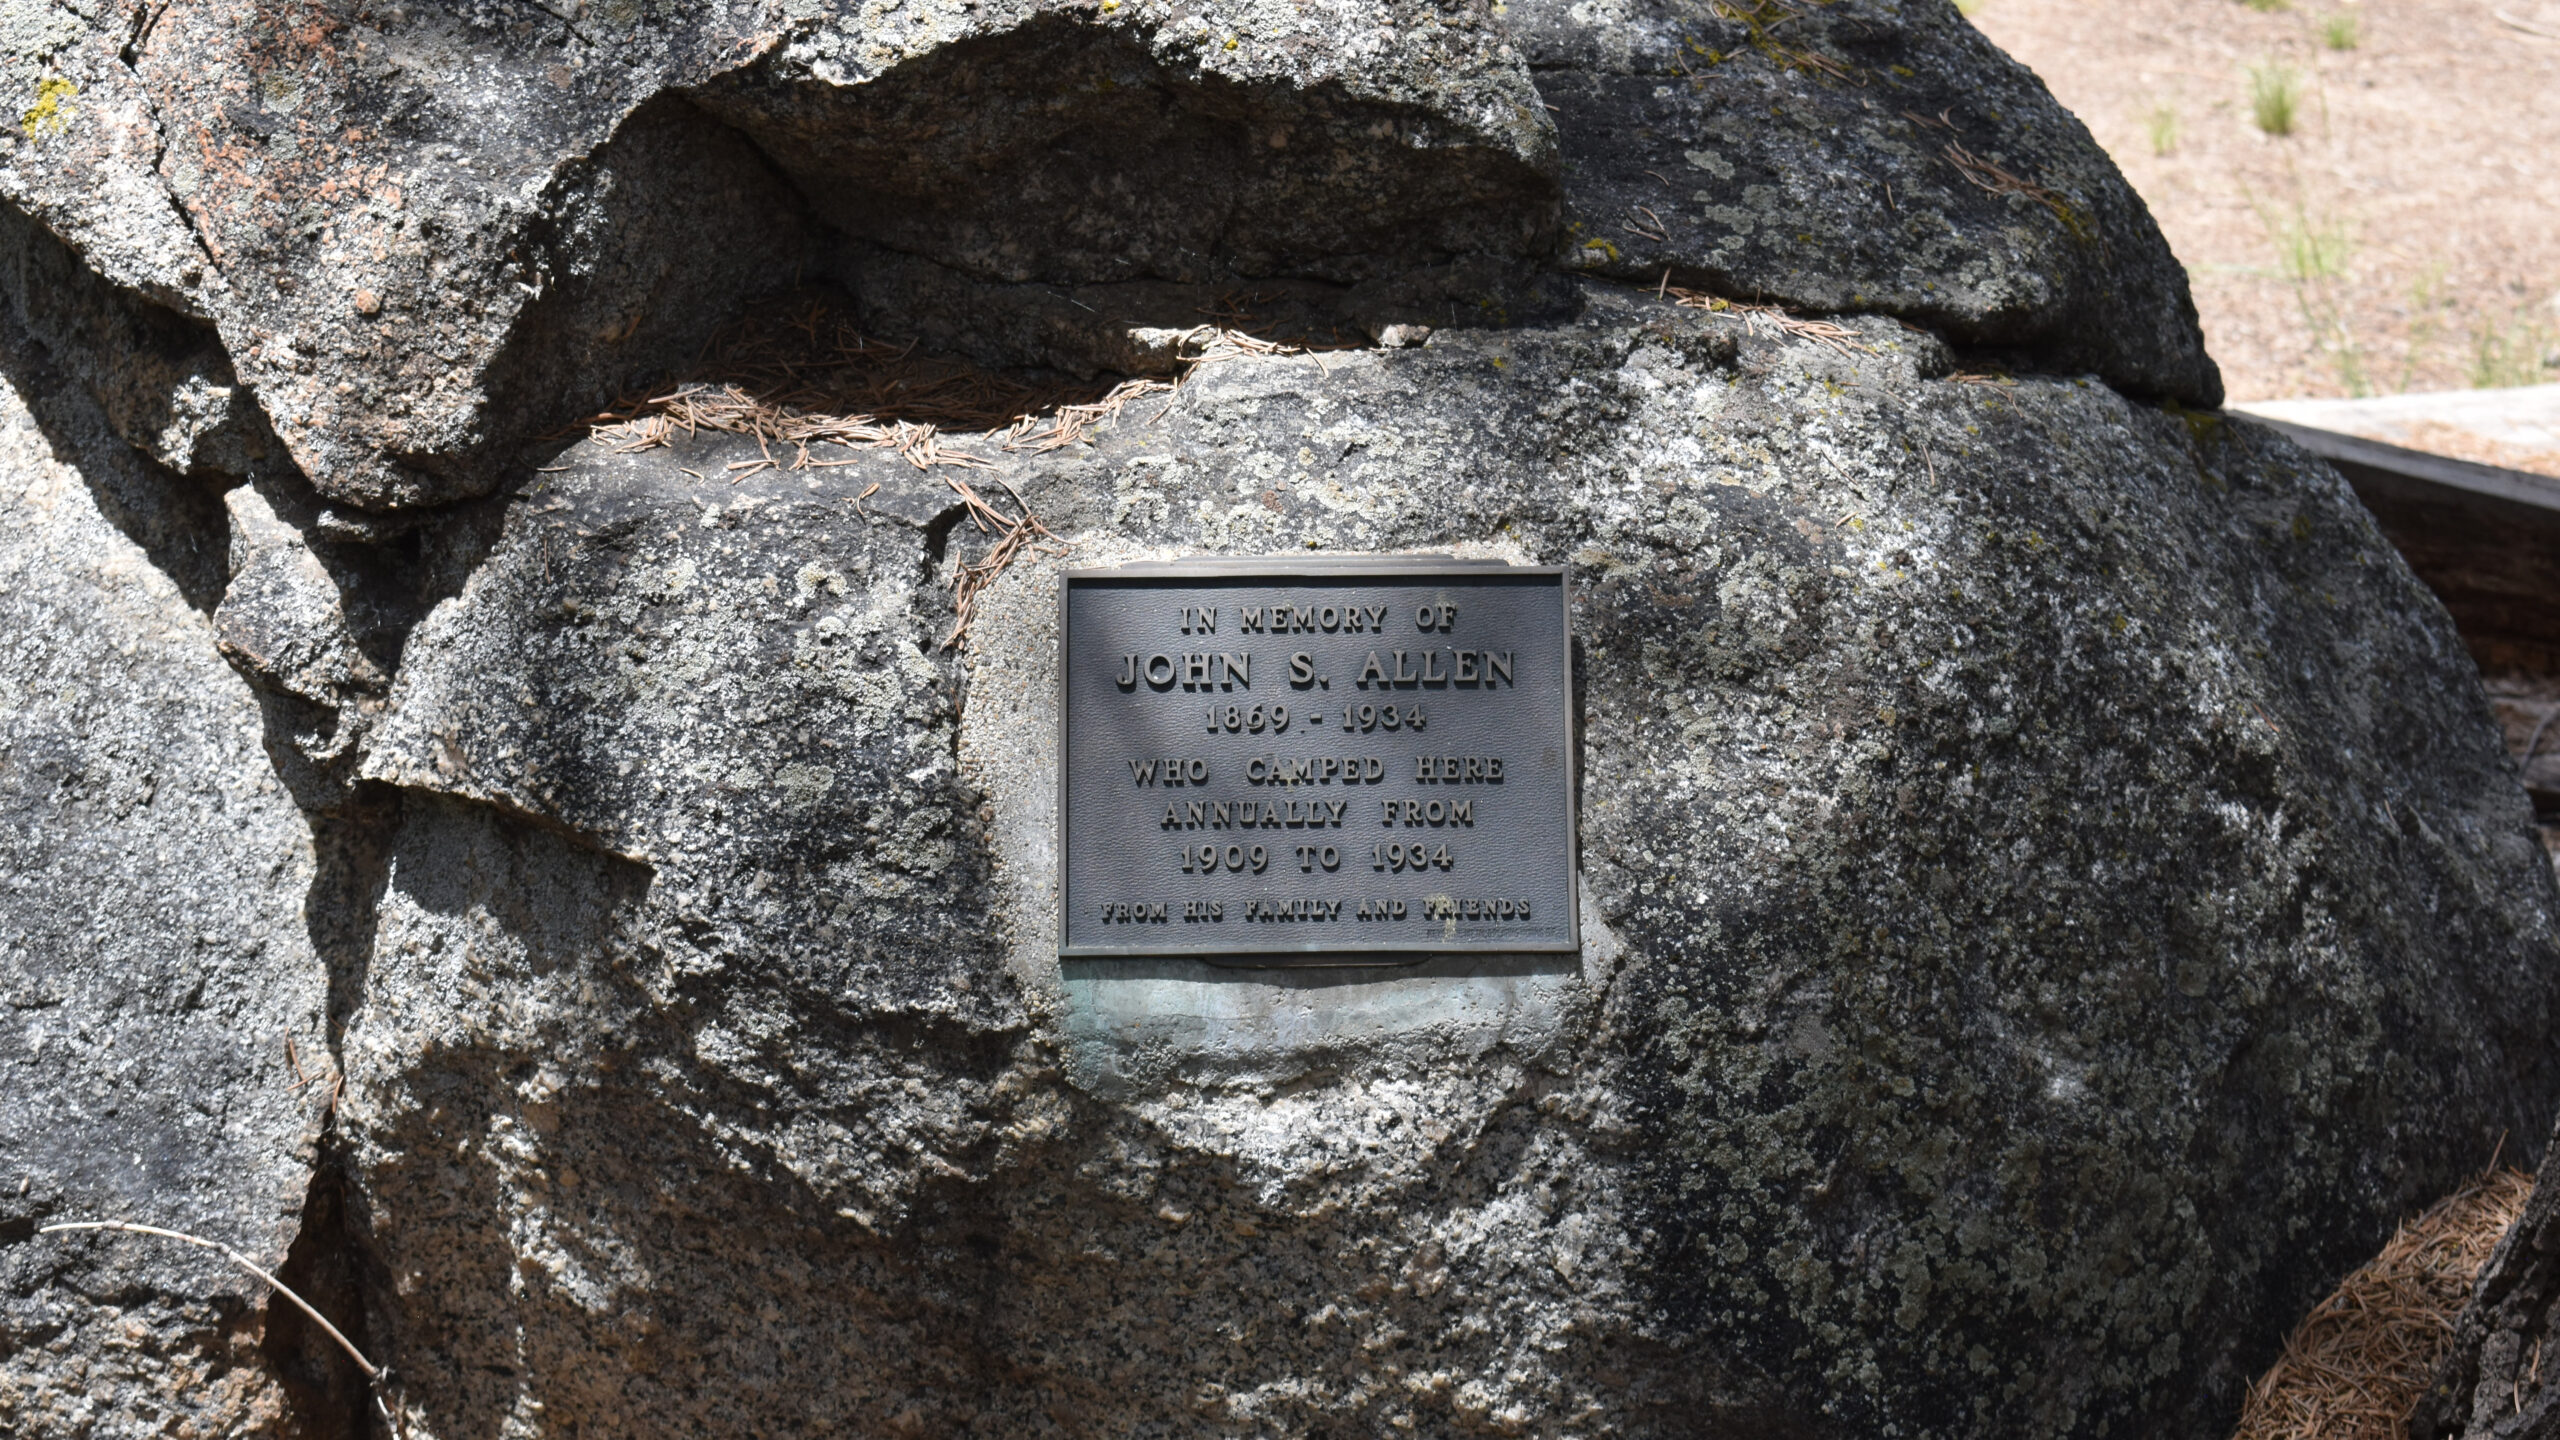 IN MEMORY OF
JOHN S. ALLEN
1869 - 1934
WHO CAMPED HERE
ANNUALLY FROM
1909 TO 1934
FROM HIS FAMILY AND FRIENDS